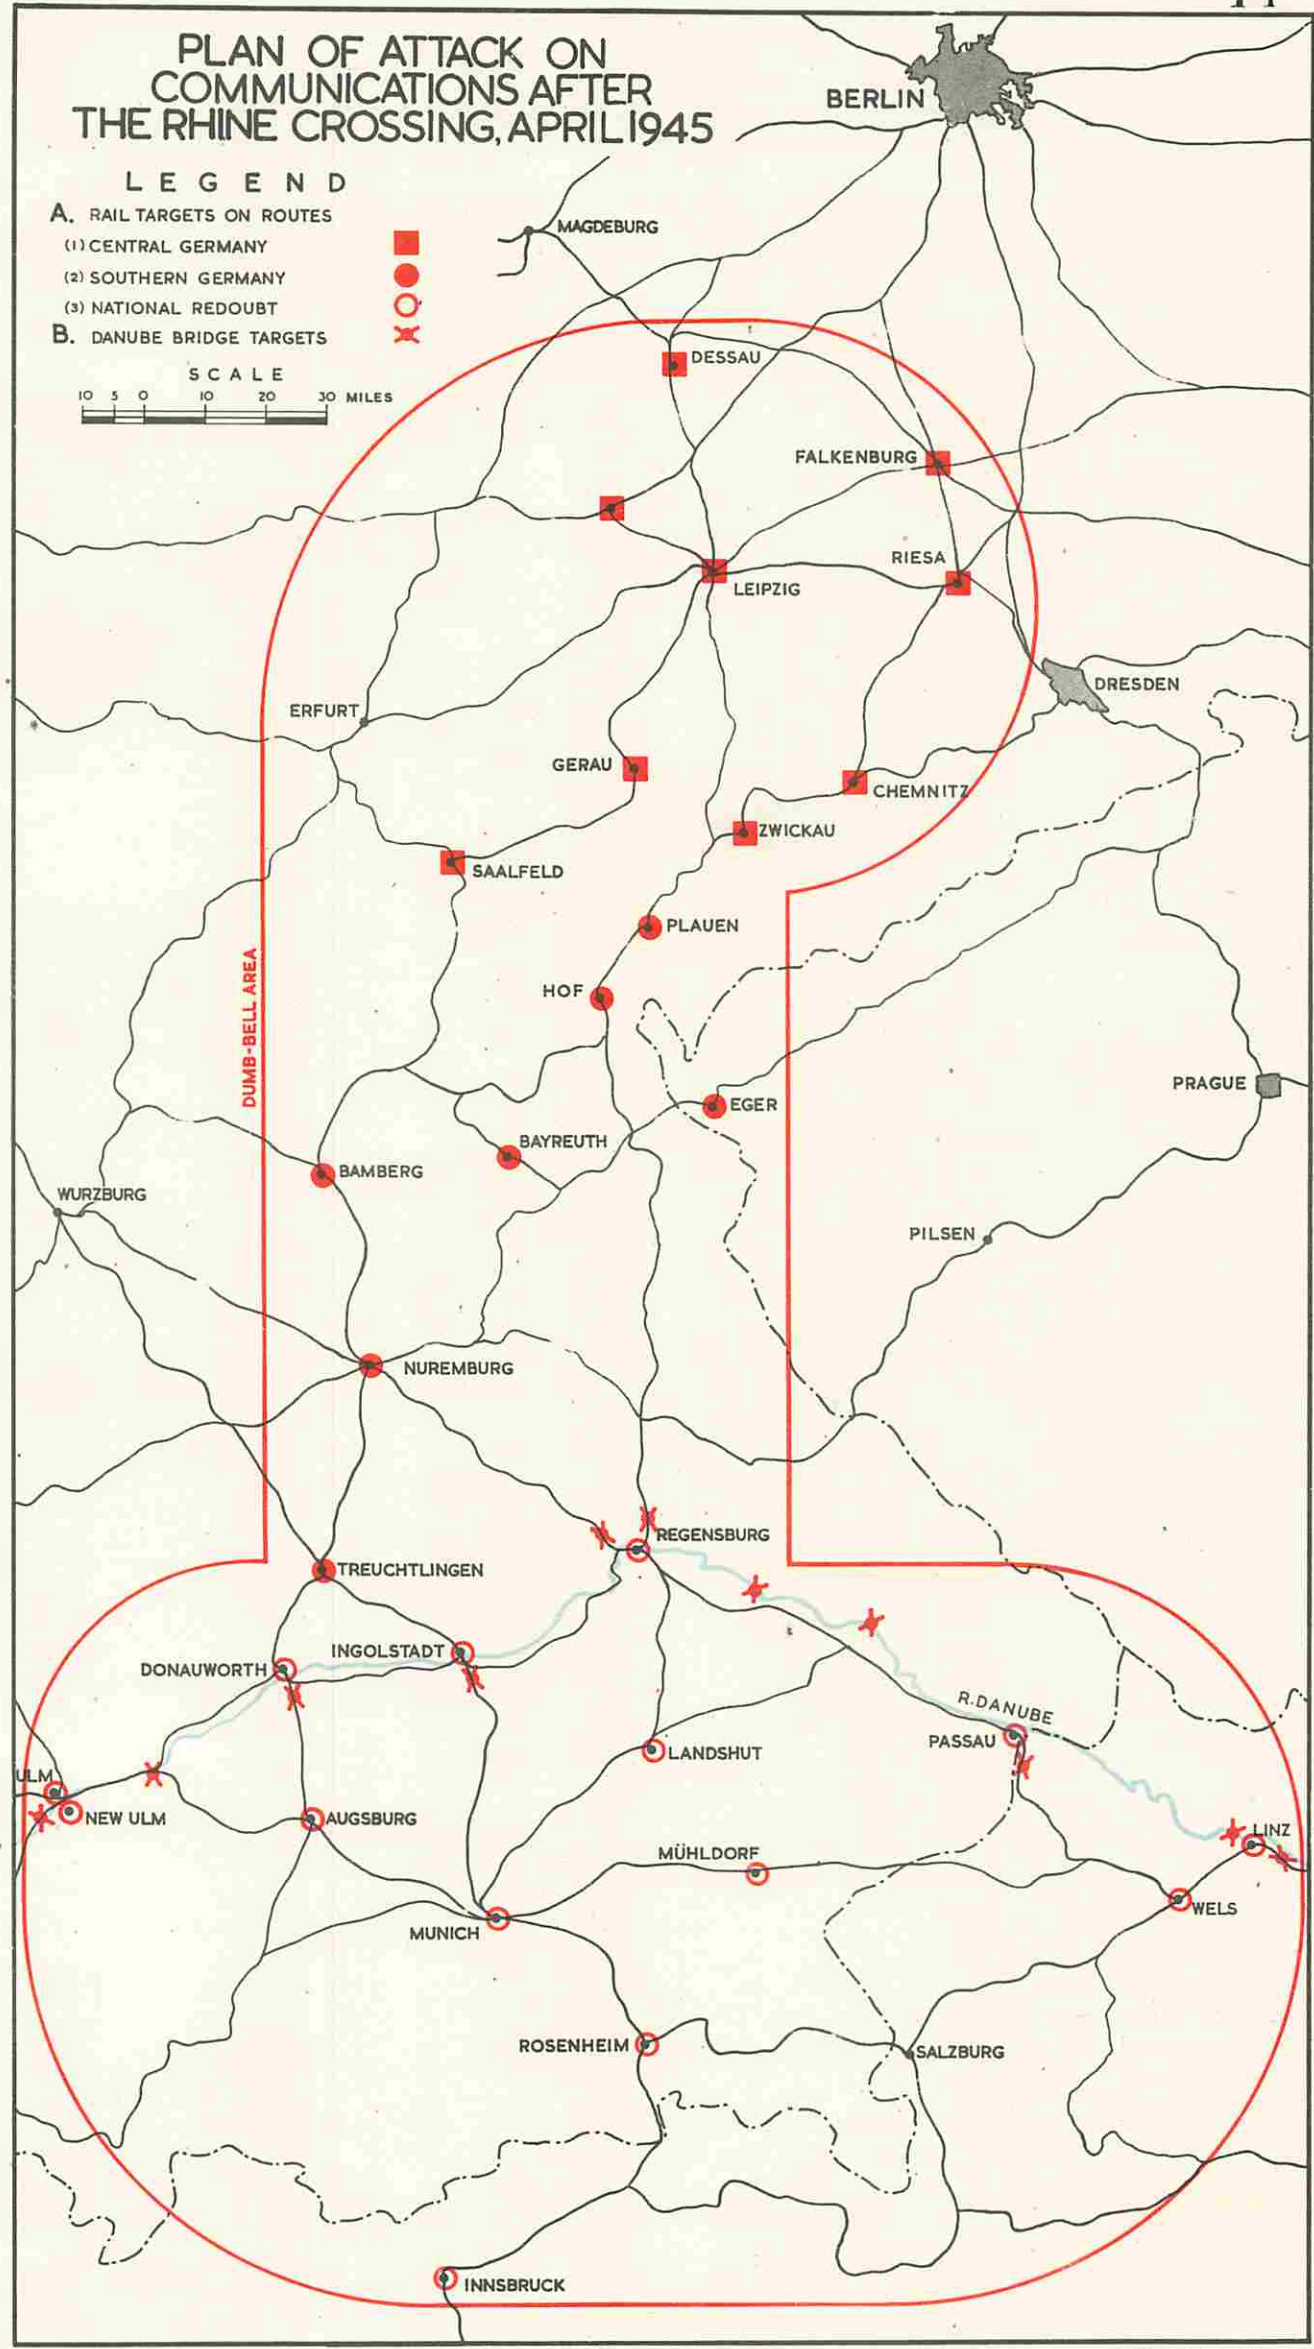 PLAN OF ATTACK ON
COMMUNICATIONS AFTER
THE RHINE CROSSING, APRIL 1945
LEGEND
A. RAIL TARGETS ON ROUTES
(1) CENTRAL GERMANY
(2) SOUTHERN GERMANY
(3) NATIONAL REDOUBT
B. DANUBE BRIDGE TARGETS
SCALE
10 5 0 10 20 30 MILES
BERLIN
MAGDEBURG
DESSAU
FALKENBURG
RIESA
LEIPZIG
DRESDEN
ERFURT
GERAU
CHEMNITZ
ZWICKAU
SAALFELD
PLAUEN
HOF
DUMB-BELL AREA
PRAGUE
EGER
BAYREUTH
BAMBERG
WURZBURG
PILSEN
NUREMBURG
REGENSBURG
TREUCHTLINGEN
INGOLSTADT
DONAUWORTH
R. DANUBE
PASSAU
LANDSHUT
ULM
NEW ULM
AUGSBURG
LINZ
MÜHLDORF
WELS
MUNICH
ROSENHEIM
SALZBURG
INNSBRUCK